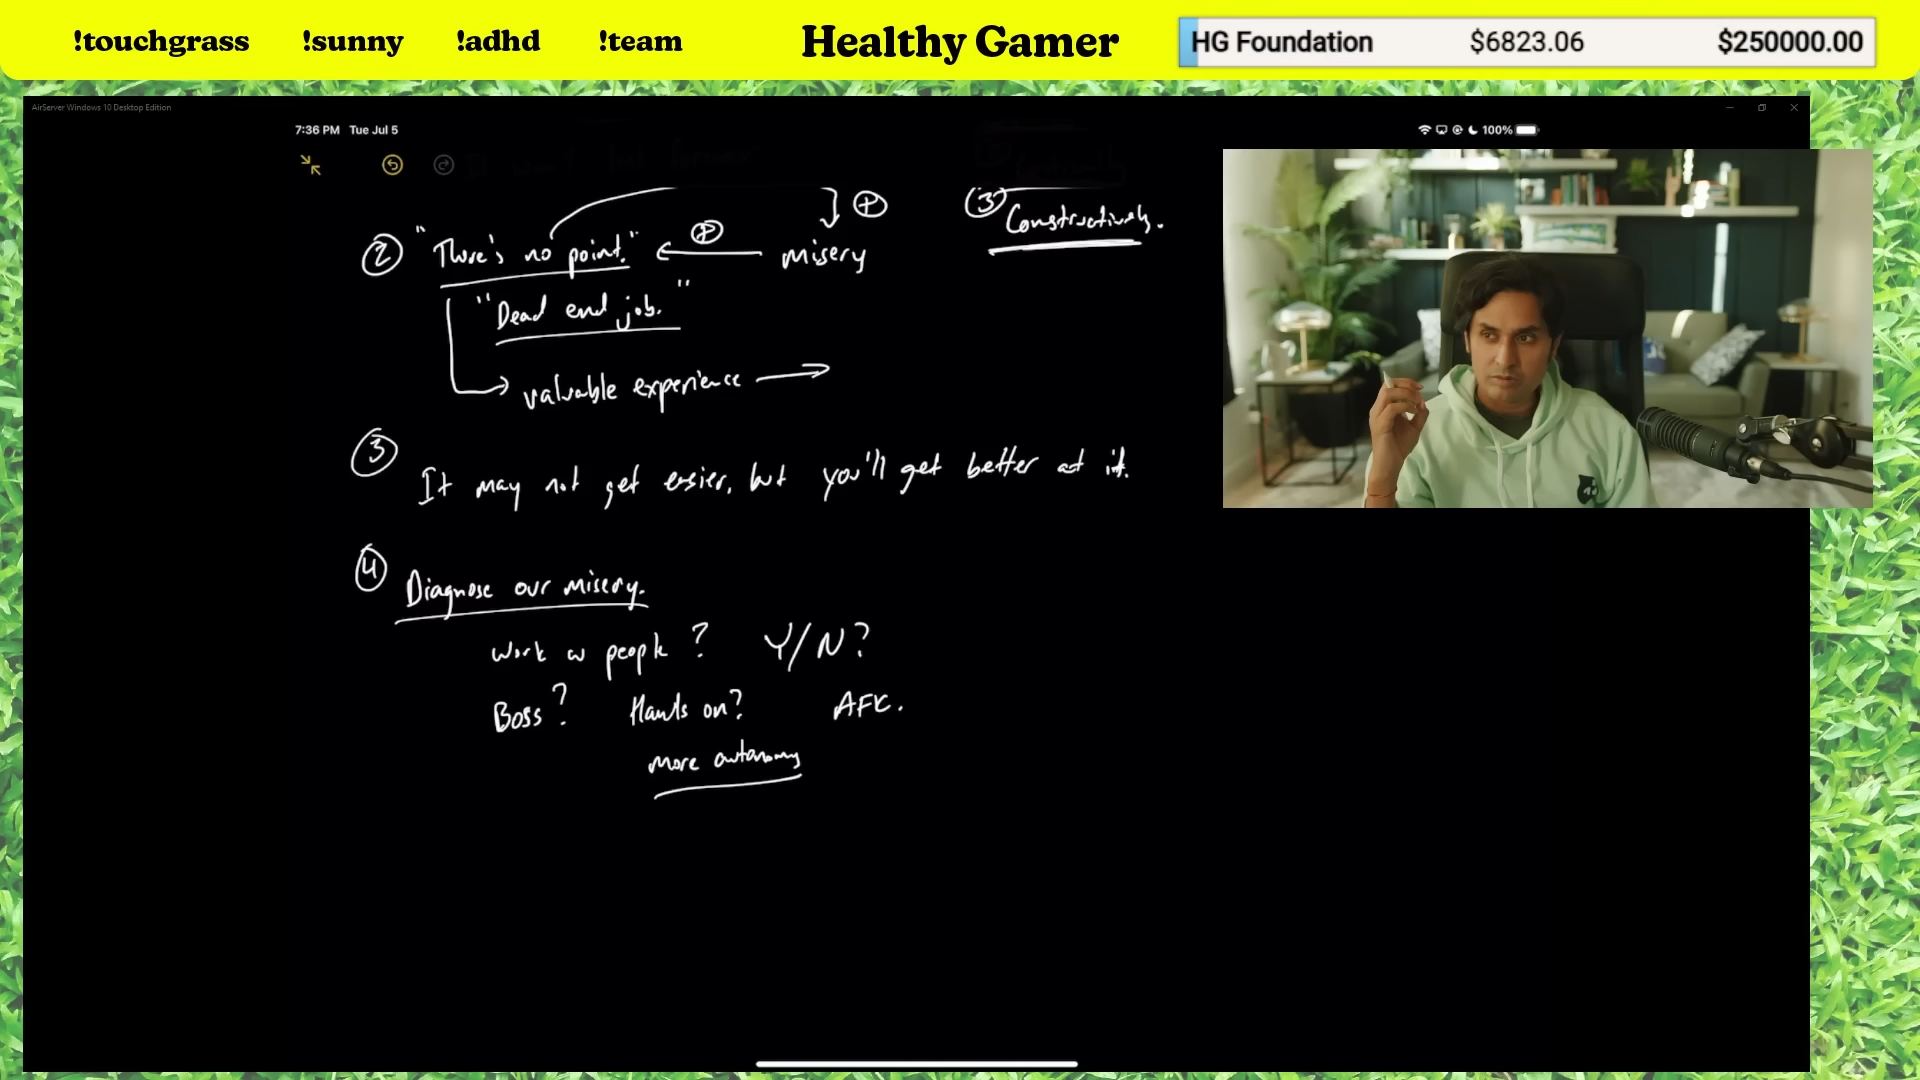 !touchgrass !sunny !adhd !team Healthy Gamer HG Foundation $6823.06 $250000.00
AirServer Windows 10 Desktop Edition
7:36 PM Tue Jul 5 100%
3 Constructively.
2 "There's no point." + misery +
"Dead end job."
valuable experience
3
It may not get easier, but you'll get better at it.
4 Diagnose our misery.
work w people ? Y/N?
Boss? Hands on? AFK.
more autonomy